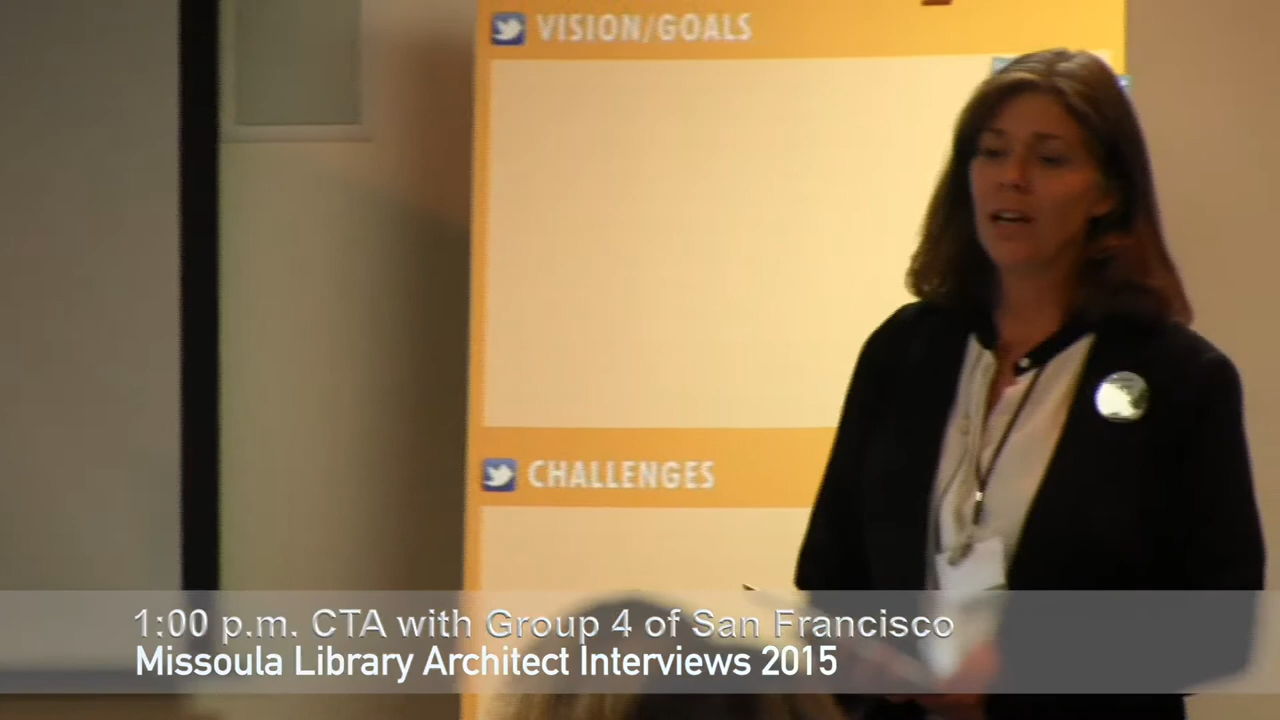 VISION/GOALS
CHALLENGES
1:00 p.m. CTA with Group 4 of San Francisco
Missoula Library Architect Interviews 2015